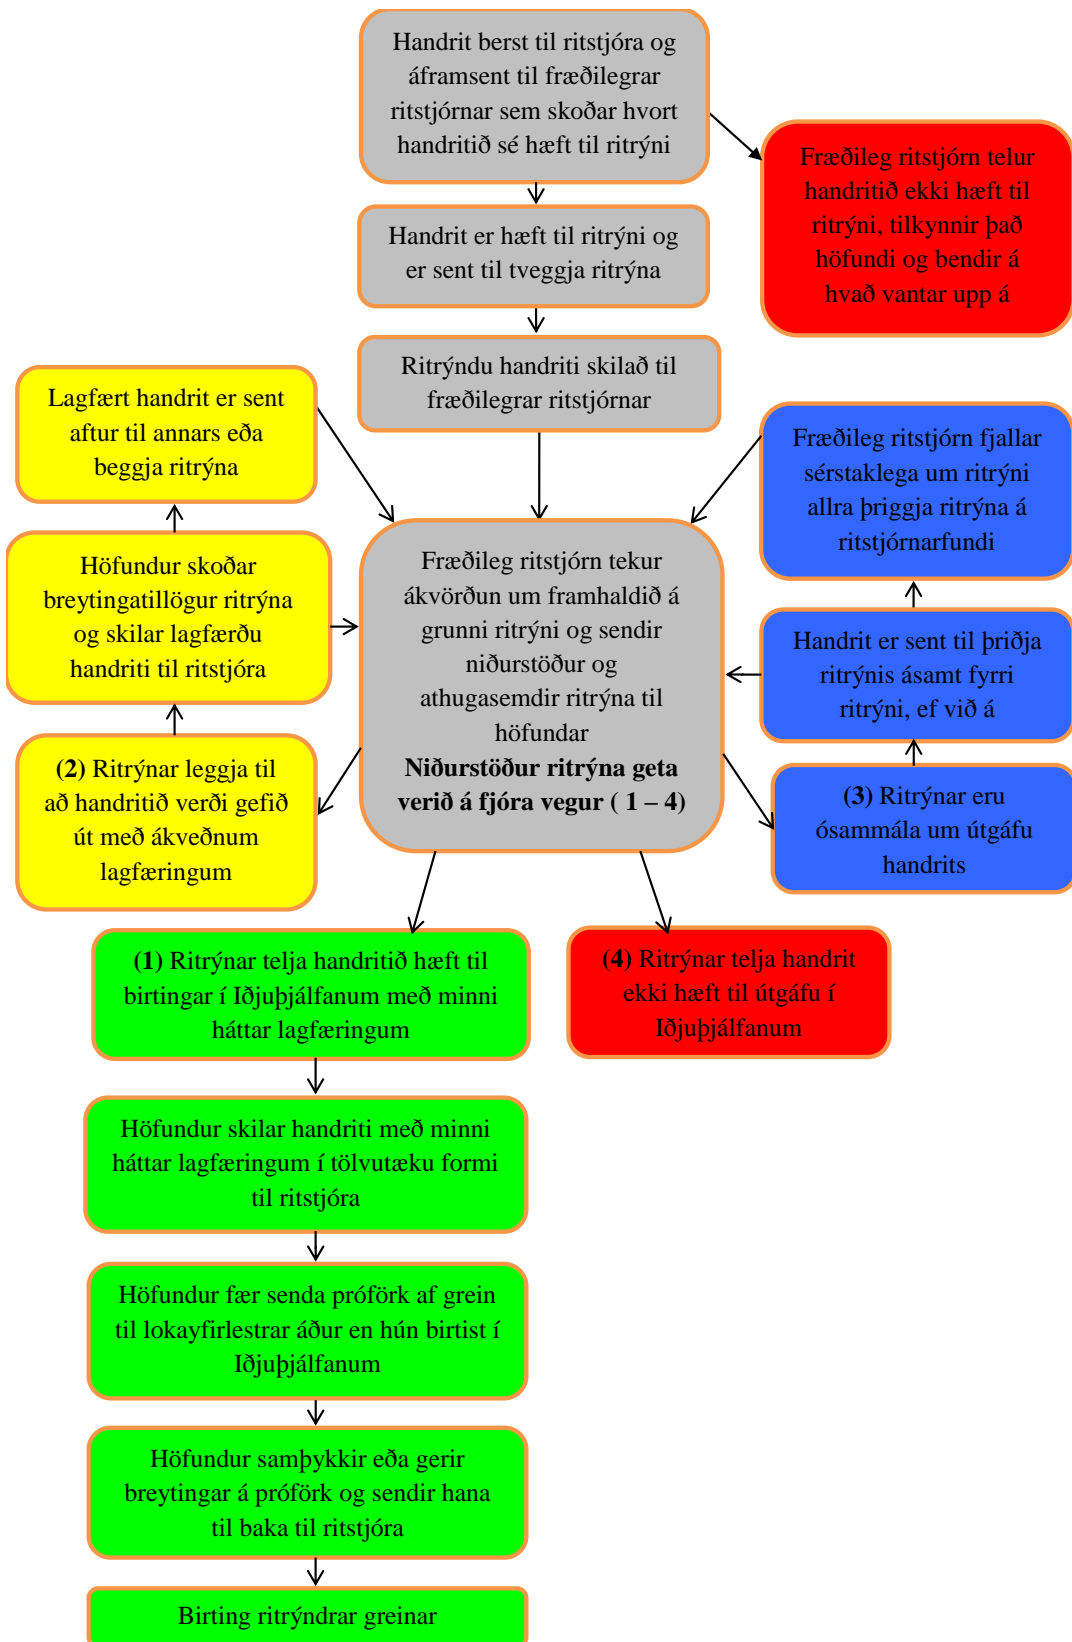 Handrit berst til ritstjóra og
áframsent til fræðilegrar
ritstjórnar sem skoðar hvort
handritið sé hæft til ritrýni
Fræðileg ritstjórn telur
handritið ekki hæft til
ritrýni, tilkynnir það
höfundi og bendir á
hvað vantar upp á
Handrit er hæft til ritrýni og
er sent til tveggja ritrýna
Ritrýndu handriti skilað til
fræðilegrar ritstjórnar
Lagfært handrit er sent
aftur til annars eða
beggja ritrýna
Fræðileg ritstjórn fjallar
sérstaklega um ritrýni
allra þriggja ritrýna á
ritstjórnarfundi
Höfundur skoðar
breytingatillögur ritrýna
og skilar lagfærðu
handriti til ritstjóra
Fræðileg ritstjórn tekur
ákvörðun um framhaldið á
grunni ritrýni og sendir
niðurstöður og
athugasemdir ritrýna til
höfundar
Niðurstöður ritrýna geta
verið á fjóra vegur ( 1 – 4)
Handrit er sent til þriðja
ritrýnis ásamt fyrri
ritrýni, ef við á
(2) Ritrýnar leggja til
að handritið verði gefið
út með ákveðnum
lagfæringum
(3) Ritrýnar eru
ósammála um útgáfu
handrits
(1) Ritrýnar telja handritið hæft til
birtingar í Iðjuþjálfanum með minni
háttar lagfæringum
(4) Ritrýnar telja handrit
ekki hæft til útgáfu í
Iðjuþjálfanum
Höfundur skilar handriti með minni
háttar lagfæringum í tölvutæku formi
til ritstjóra
Höfundur fær senda próförk af grein
til lokayfirlestrar áður en hún birtist í
Iðjuþjálfanum
Höfundur samþykkir eða gerir
breytingar á próförk og sendir hana
til baka til ritstjóra
Birting ritrýndrar greinar